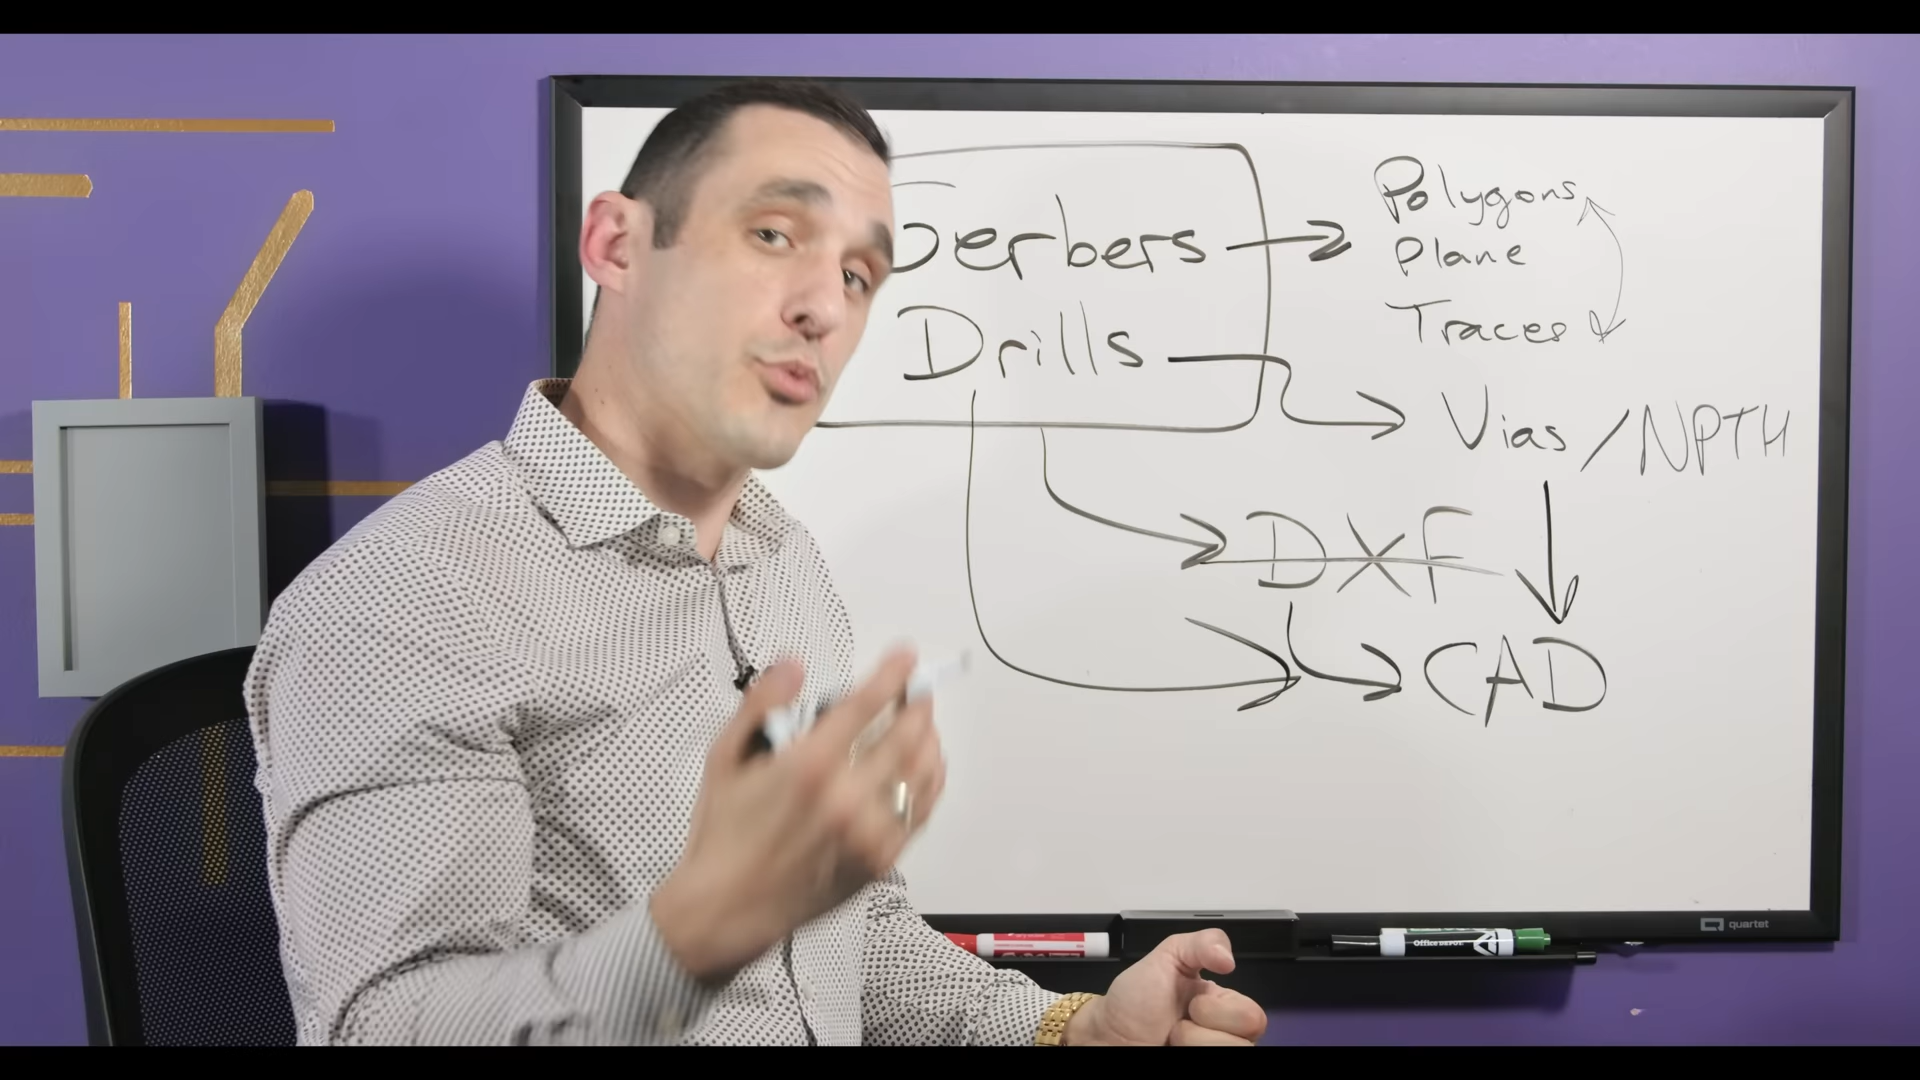 Gerbers
Drills
Polygons
Plane
Traces
Vias / NPTH
DXF
CAD
quartet
Office DEPOT